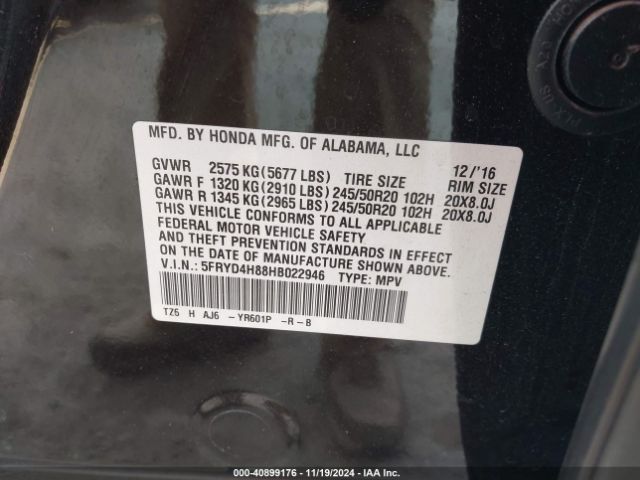 MFD. BY HONDA MFG. OF ALABAMA, LLC
GVWR 2575 KG(5677 LBS) TIRE SIZE 12/'16 RIM SIZE
GAWR F 1320 KG(2910 LBS)245/50R20 102H 20X8.0J
GAWR R 1345 KG(2965 LBS)245/50R20 102H 20X8.0J
THIS VEHICLE CONFORMS TO ALL APPLICABLE
FEDERAL MOTOR VEHICLE SAFETY
AND THEFT PREVENTION STANDARDS IN EFFECT
ON THE DATE OF MANUFACTURE SHOWN ABOVE.
V.I.N.: 5FRYD4H88HB022946 TYPE: MPV
TZ6 H AJ6 -YR601P -R-B
000-40899176 - 11/19/2024 - IAA Inc.